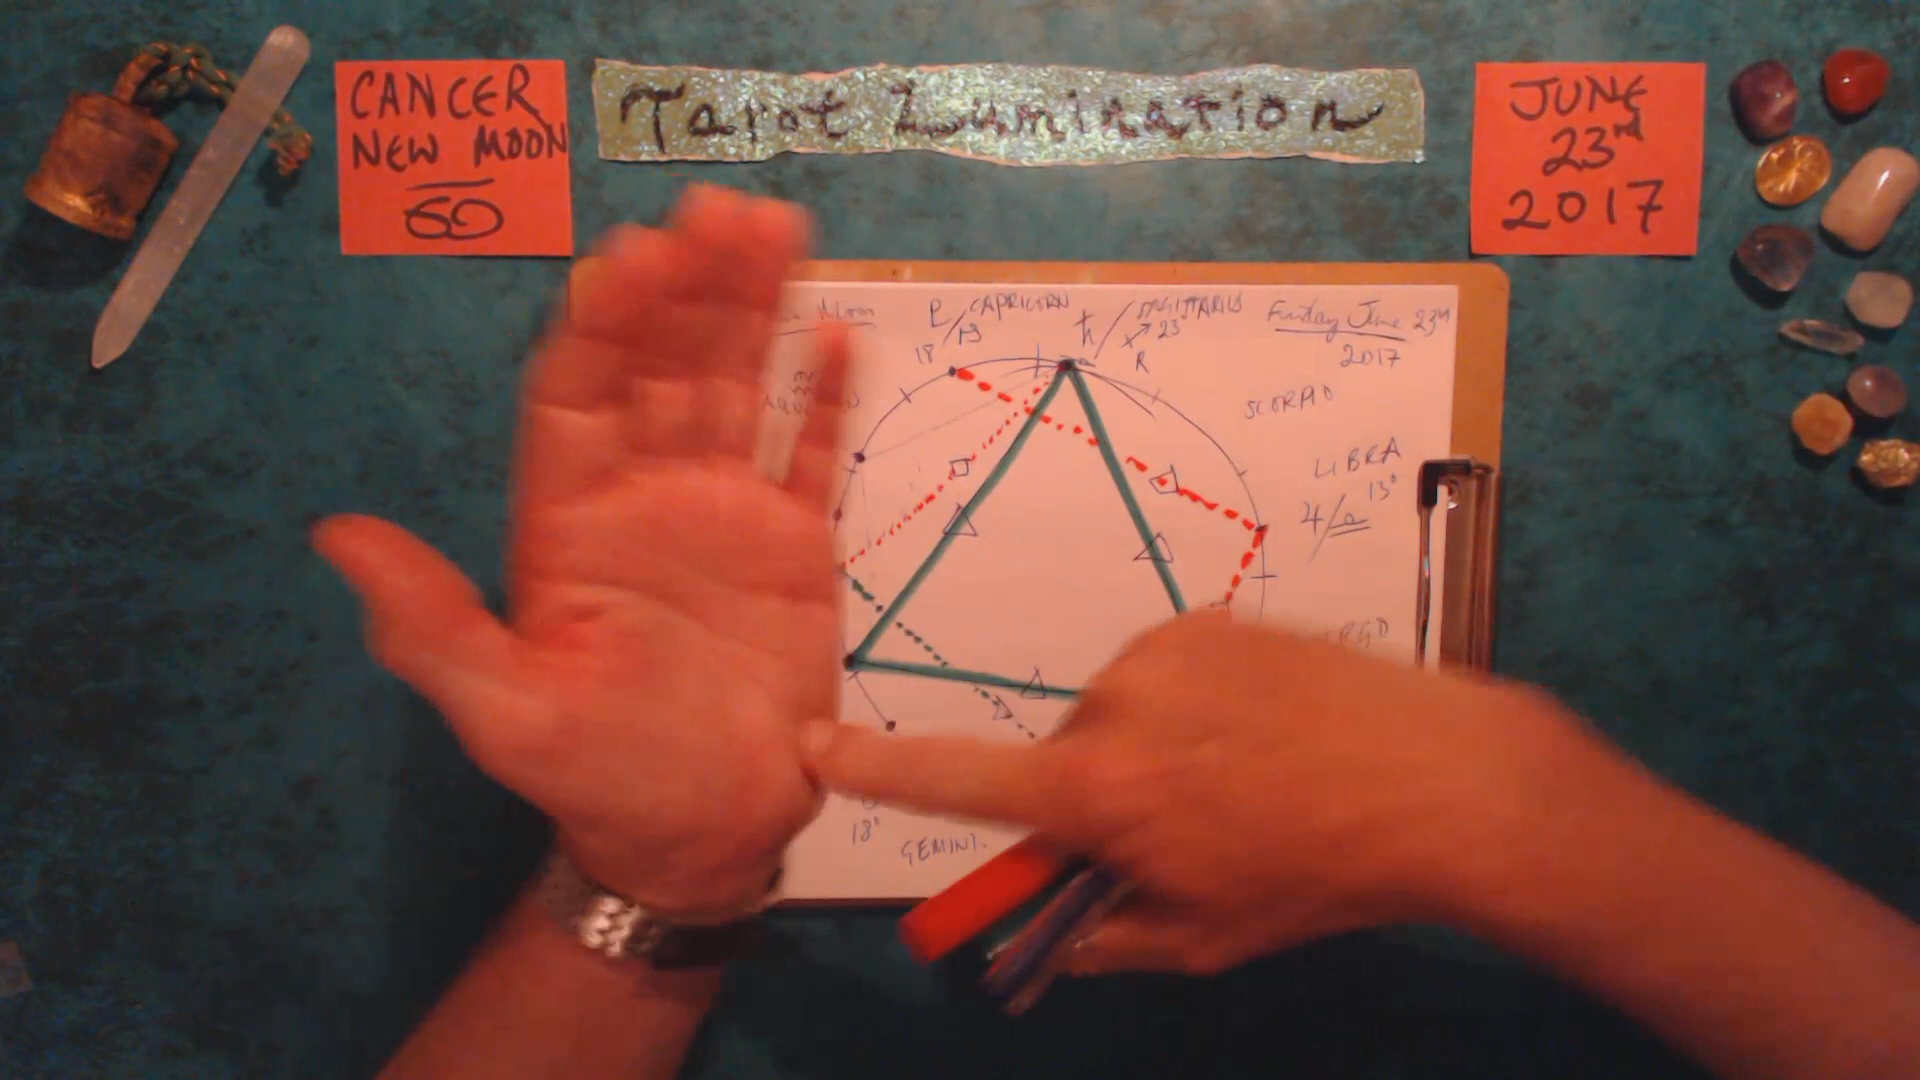 CANCER
NEW MOON
Tarot Lumination
JUNE
23rd
2017
Moon
CAPRICORN
18
SAGITTARIUS
23°
R
Friday June 23rd
2017
SCORPIO
LIBRA
13°
18°
GEMINI